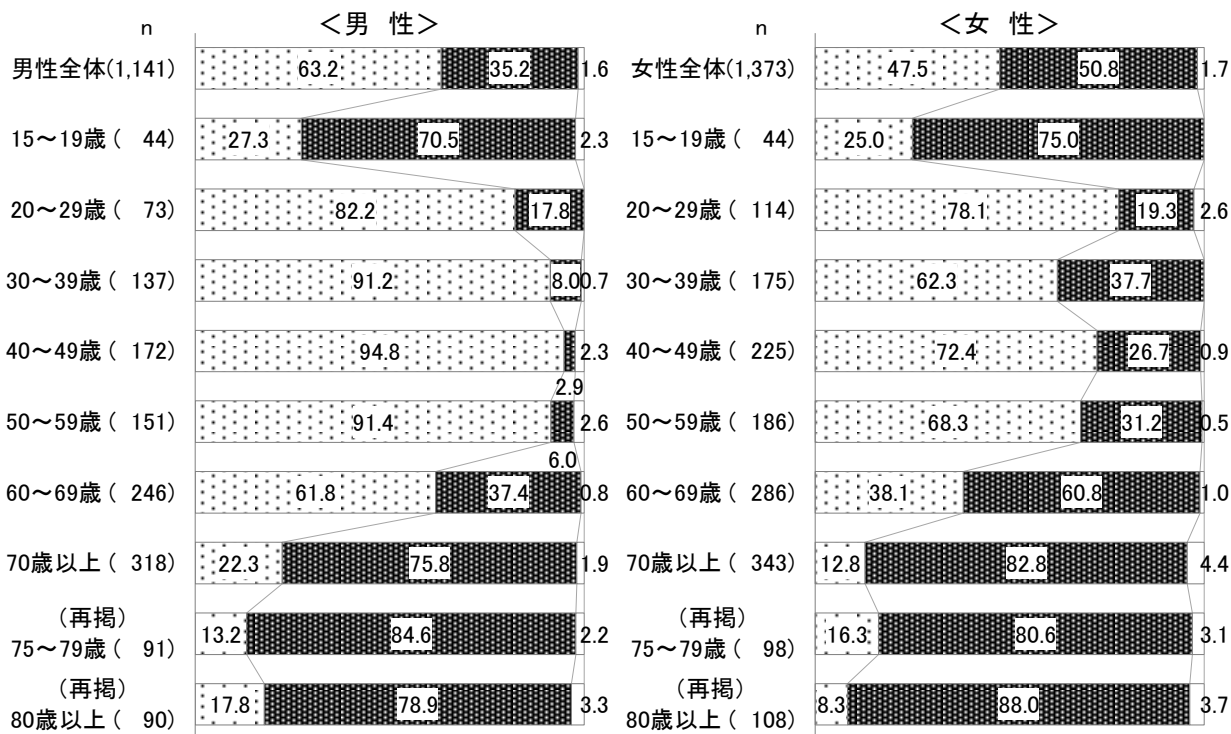 n ＜男 性＞
男性全体(1,141) 63.2 35.2 1.6
15～19歳( 44) 27.3 70.5 2.3
20～29歳( 73) 82.2 17.8
30～39歳( 137) 91.2 8.0 0.7
40～49歳( 172) 94.8 2.3
2.9
50～59歳( 151) 91.4 2.6
6.0
60～69歳( 246) 61.8 37.4 0.8
70歳以上( 318) 22.3 75.8 1.9
(再掲)
75～79歳( 91) 13.2 84.6 2.2
(再掲)
80歳以上( 90) 17.8 78.9 3.3
n ＜女 性＞
女性全体(1,373) 47.5 50.8 1.7
15～19歳( 44) 25.0 75.0
20～29歳( 114) 78.1 19.3 2.6
30～39歳( 175) 62.3 37.7
40～49歳( 225) 72.4 26.7 0.9
50～59歳( 186) 68.3 31.2 0.5
60～69歳( 286) 38.1 60.8 1.0
70歳以上( 343) 12.8 82.8 4.4
(再掲)
75～79歳( 98) 16.3 80.6 3.1
(再掲)
80歳以上( 108) 8.3 88.0 3.7